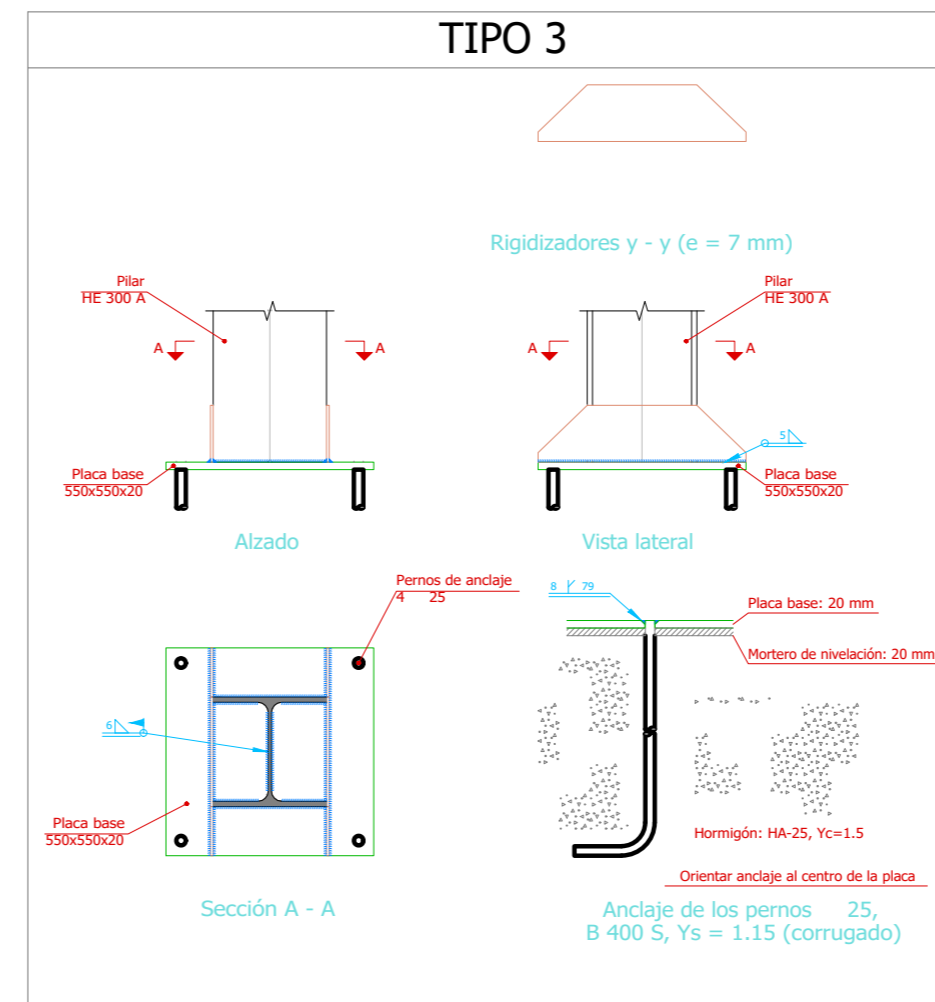 TIPO 3
Rigidizadores y - y (e = 7 mm)
Pilar
HE 300 A
Pilar
HE 300 A
A
A
A
A
5
Placa base
550x550x20
Placa base
550x550x20
Alzado
Vista lateral
Pernos de anclaje
4 25
8 79
Placa base: 20 mm
Mortero de nivelación: 20 mm
6
Placa base
550x550x20
Hormigón: HA-25, Yc=1.5
Orientar anclaje al centro de la placa
Sección A - A
Anclaje de los pernos 25,
B 400 S, Ys = 1.15 (corrugado)